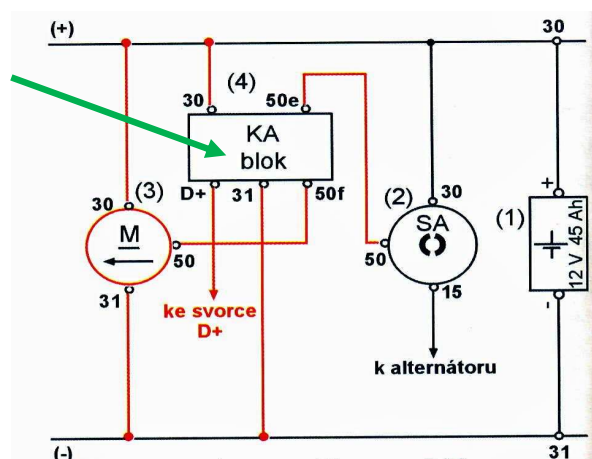 (+)
30
(4)
30
50e
KA
blok
D+
31
50f
(3)
30
M
50
31
ke svorce
D+
(2)
30
SA
50
15
k alternátoru
(1)
+
12 V 45 Ah
-
(-)
31